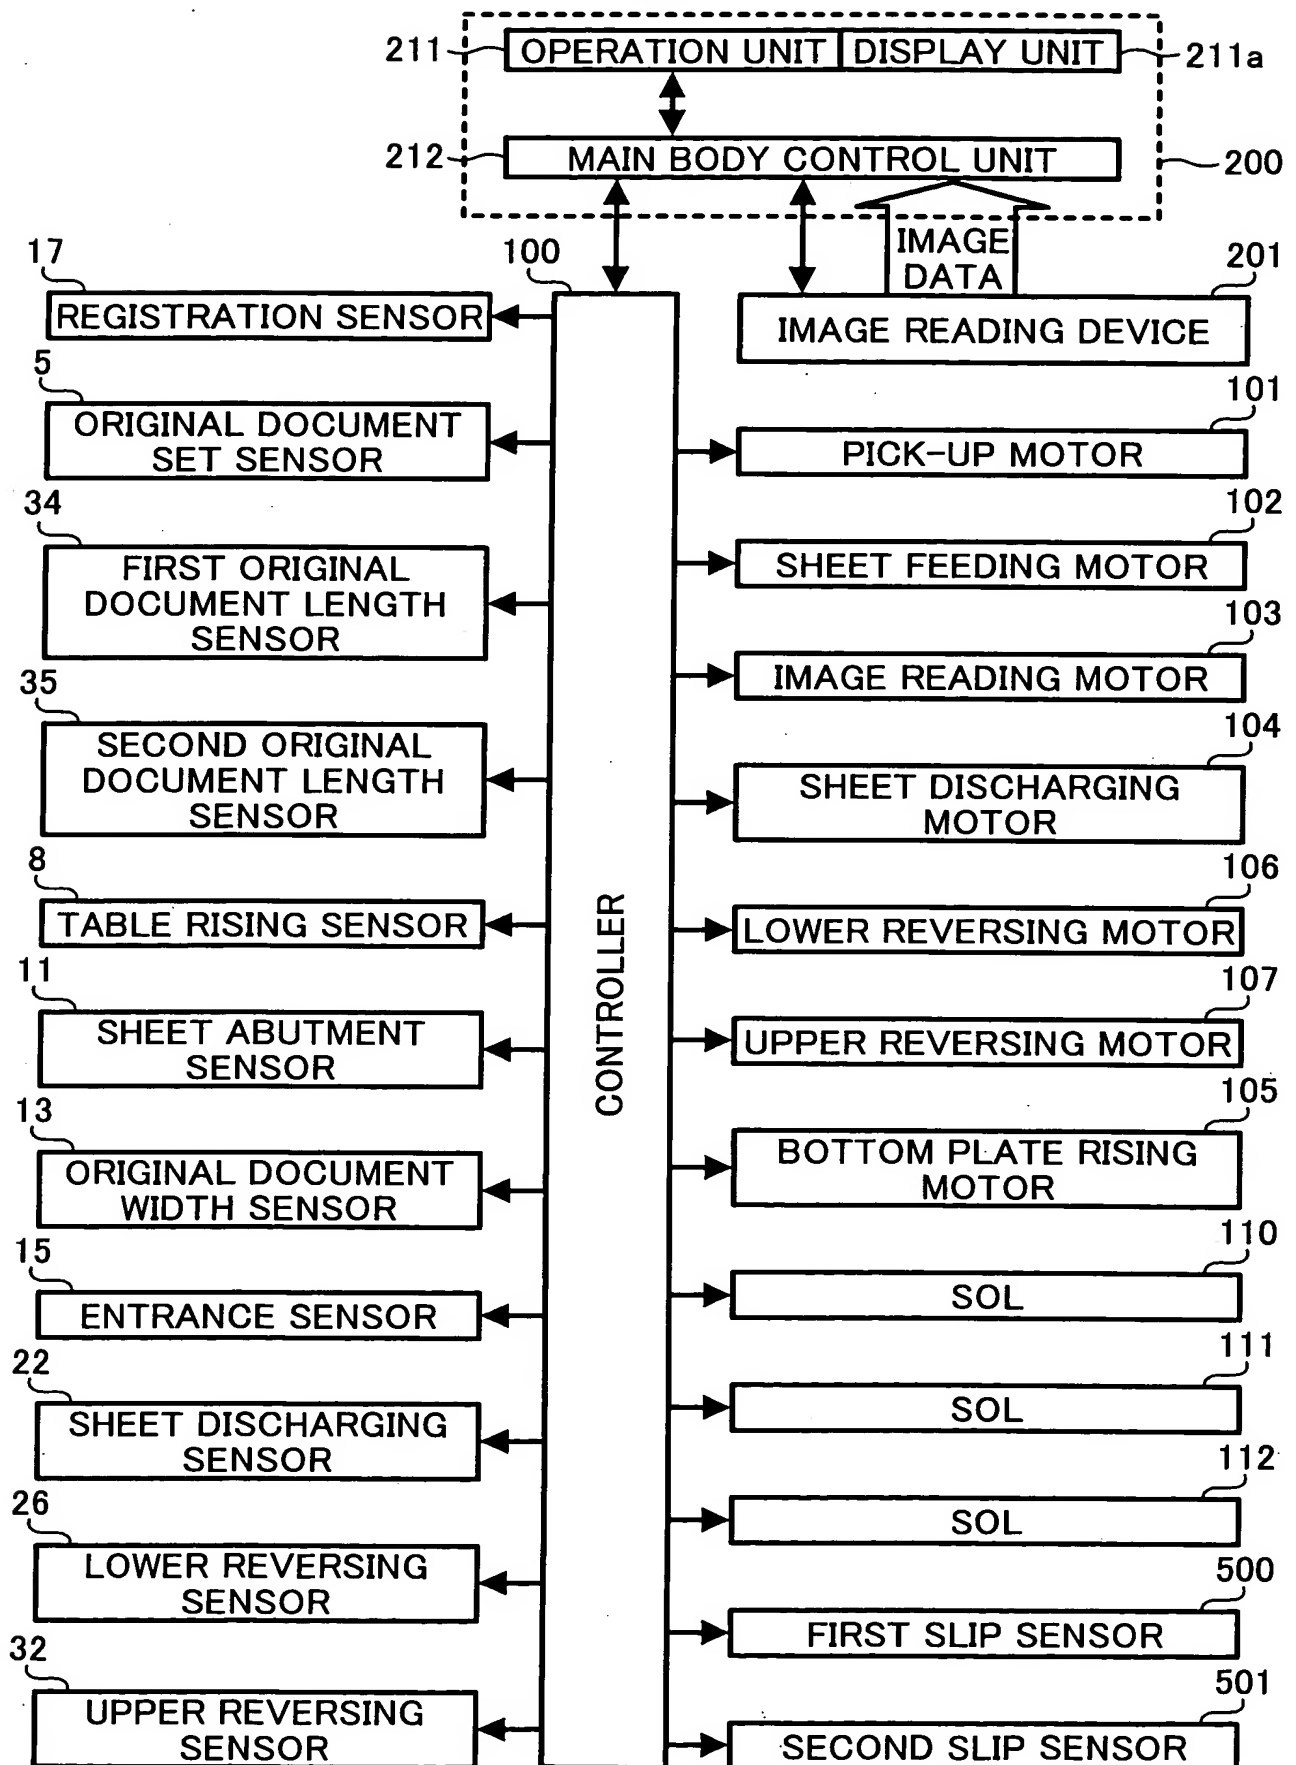 211
OPERATION UNIT
DISPLAY UNIT
211a
212
MAIN BODY CONTROL UNIT
200
IMAGE
DATA
17
REGISTRATION SENSOR
100
CONTROLLER
201
IMAGE READING DEVICE
5
ORIGINAL DOCUMENT
SET SENSOR
101
PICK-UP MOTOR
34
FIRST ORIGINAL
DOCUMENT LENGTH
SENSOR
102
SHEET FEEDING MOTOR
103
IMAGE READING MOTOR
35
SECOND ORIGINAL
DOCUMENT LENGTH
SENSOR
104
SHEET DISCHARGING
MOTOR
8
TABLE RISING SENSOR
106
LOWER REVERSING MOTOR
11
SHEET ABUTMENT
SENSOR
107
UPPER REVERSING MOTOR
13
ORIGINAL DOCUMENT
WIDTH SENSOR
105
BOTTOM PLATE RISING
MOTOR
15
ENTRANCE SENSOR
110
SOL
22
SHEET DISCHARGING
SENSOR
111
SOL
26
LOWER REVERSING
SENSOR
112
SOL
500
FIRST SLIP SENSOR
32
UPPER REVERSING
SENSOR
501
SECOND SLIP SENSOR